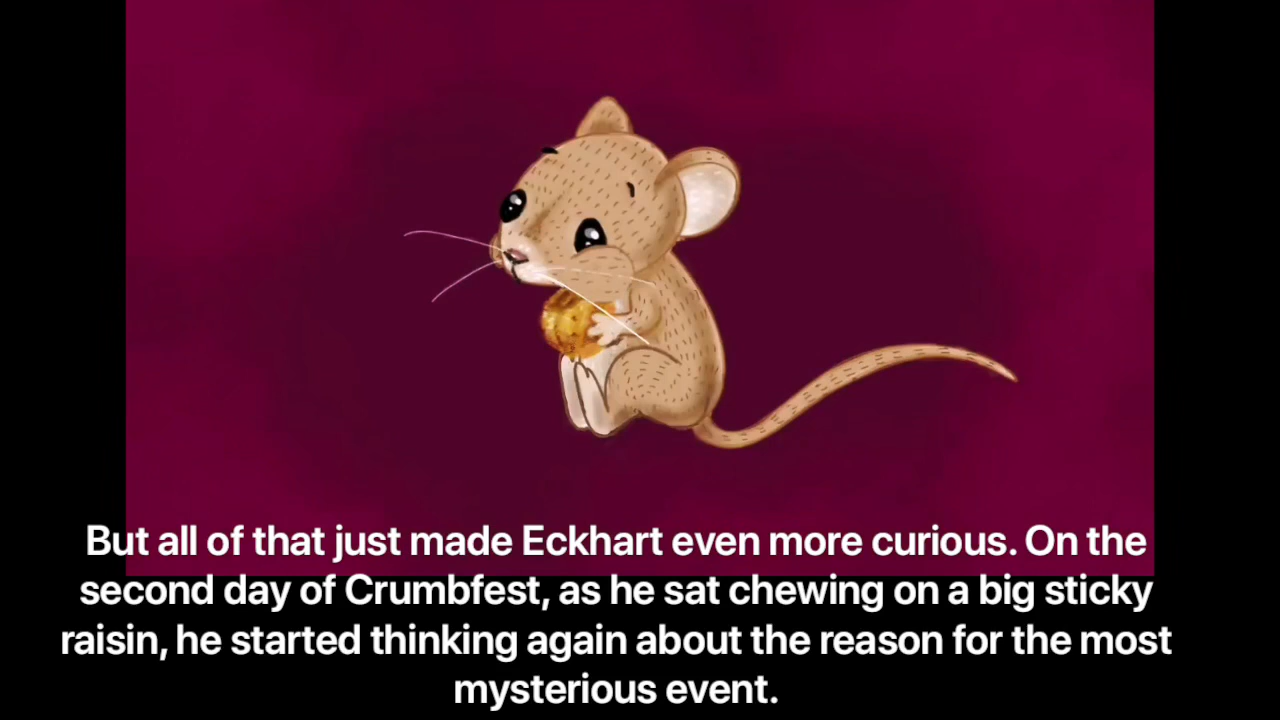 But all of that just made Eckhart even more curious. On the
second day of Crumbfest, as he sat chewing on a big sticky
raisin, he started thinking again about the reason for the most
mysterious event.